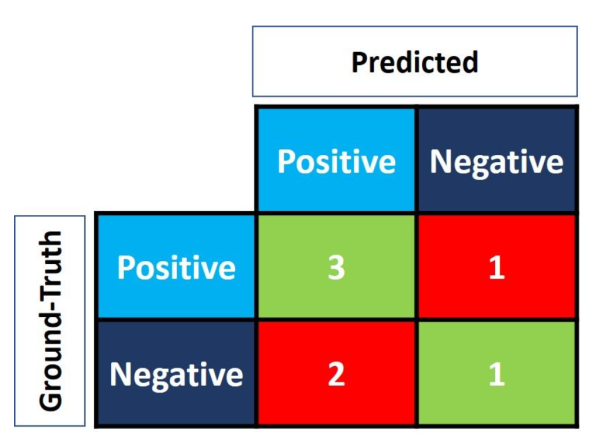 Predicted
Positive Negative
Ground-Truth
Positive 3 1
Negative 2 1